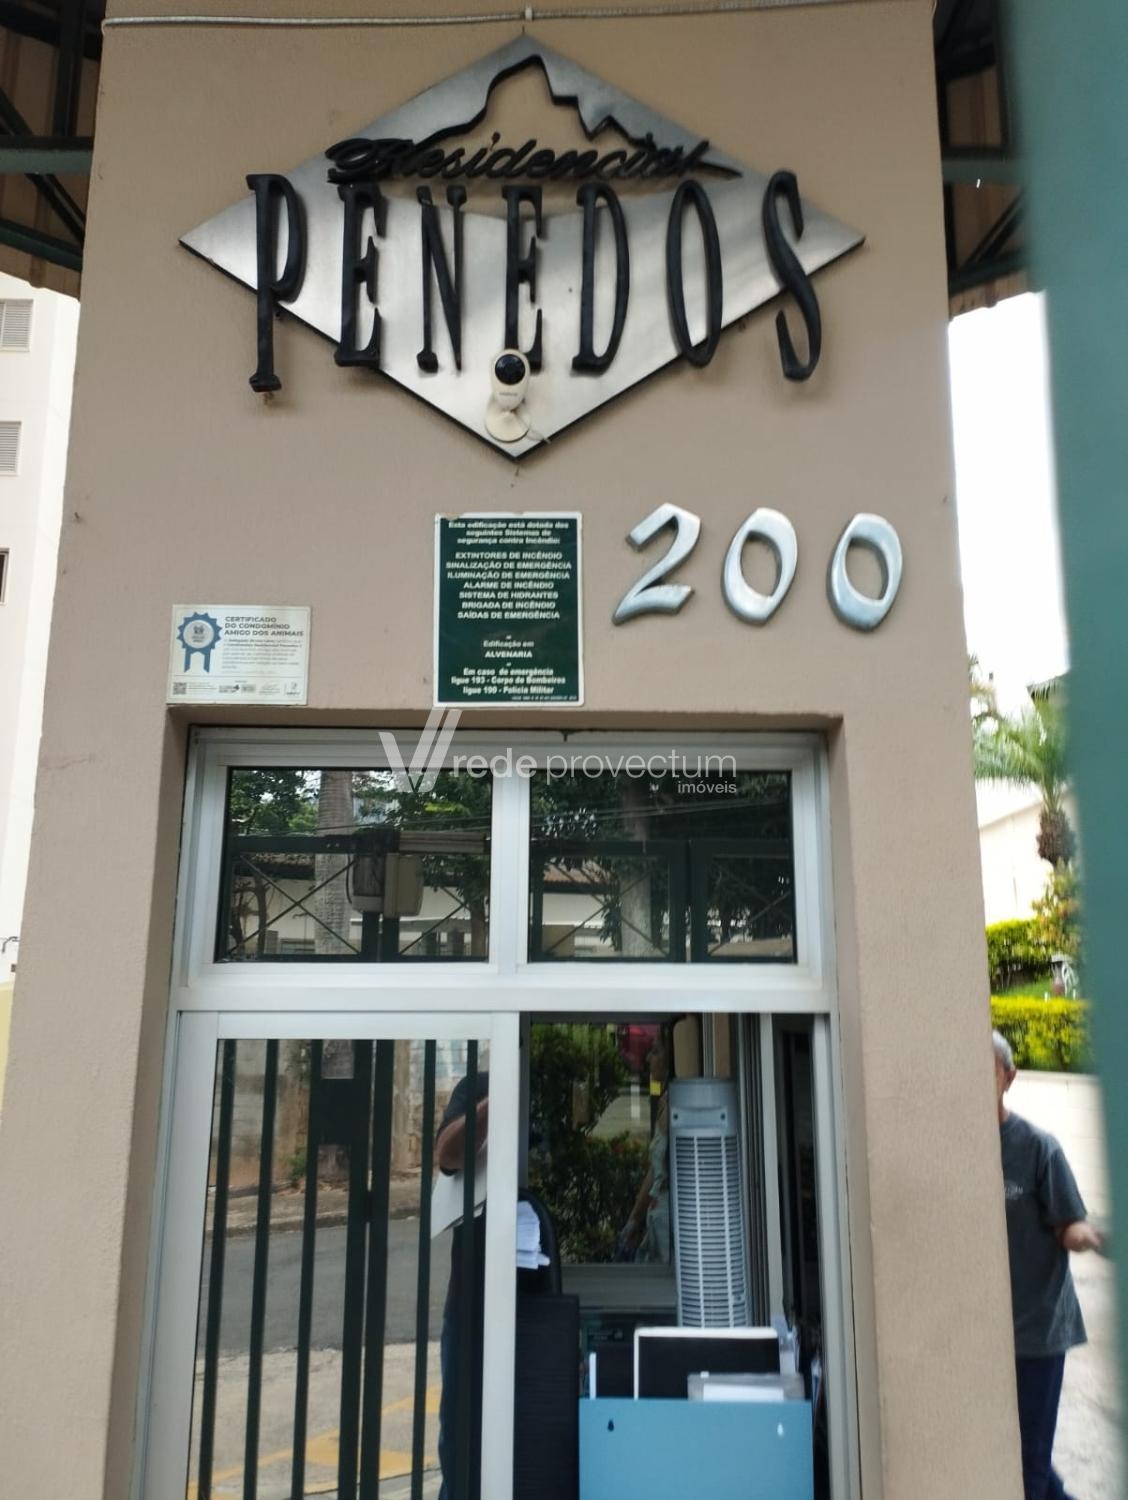 Residencial
PENEDOS
200
Esta edificação está dotada dos
seguintes Sistemas de
segurança contra Incêndio:
EXTINTORES DE INCÊNDIO
SINALIZAÇÃO DE EMERGÊNCIA
ILUMINAÇÃO DE EMERGÊNCIA
ALARME DE INCÊNDIO
SISTEMA DE HIDRANTES
BRIGADA DE INCÊNDIO
SAÍDAS DE EMERGÊNCIA
Edificação em
ALVENARIA
Em caso de emergência
ligue 193 - Corpo de Bombeiros
ligue 190 - Polícia Militar
CERTIFICADO
DO CONDOMÍNIO
AMIGO DOS ANIMAIS
rede provectum
imóveis